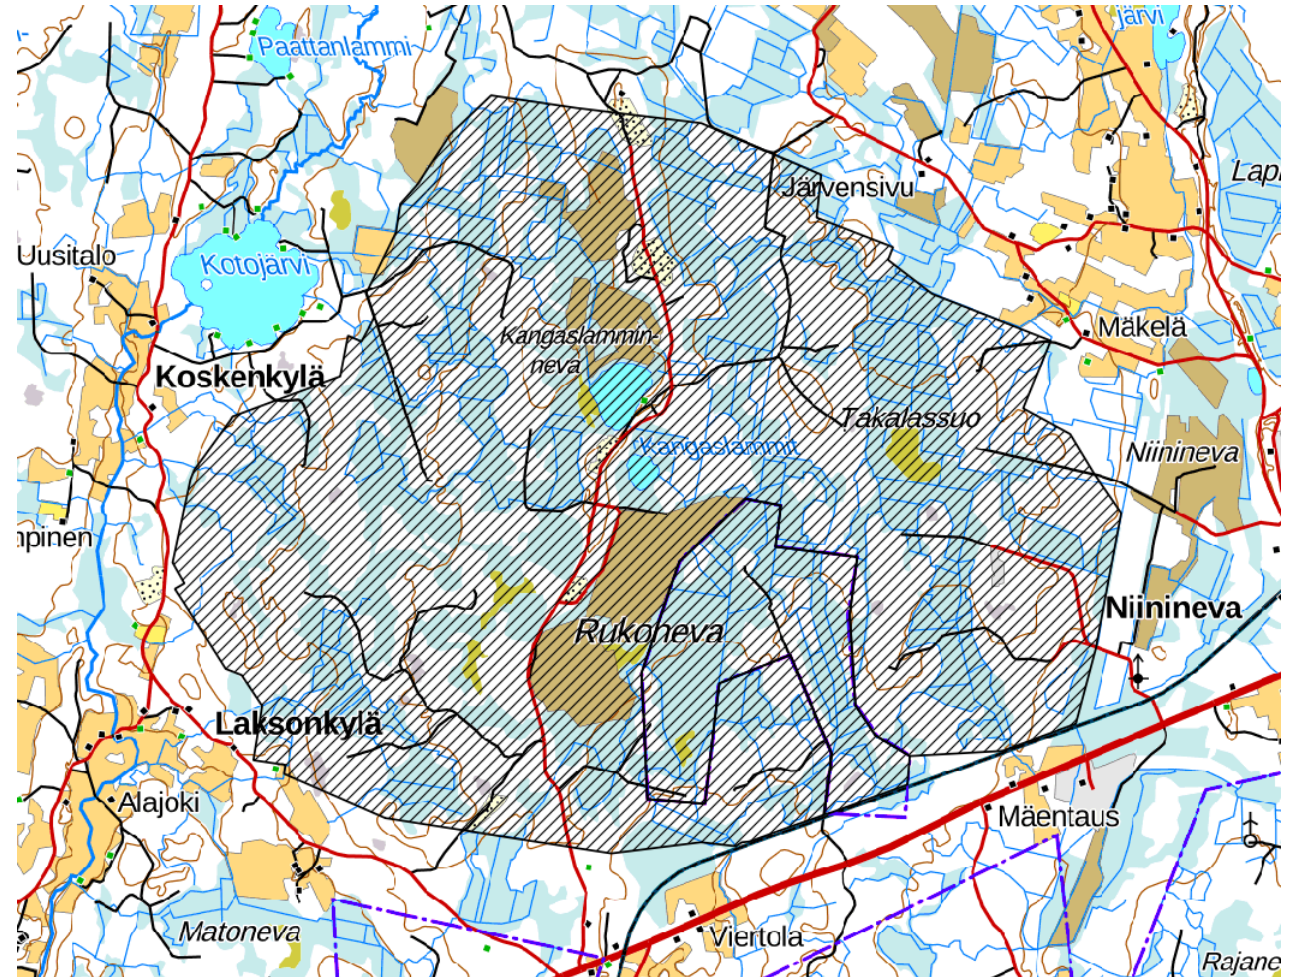 järvi
Paattanlammi
Lap
Järvensivu
Uusitalo
Kotojärvi
Mäkelä
Kangaslammin-
neva
Koskenkylä
Takalassuo
Kangaslammit
Niinineva
npinen
Niinineva
Rukoneva
Laksonkylä
Alajoki
Mäentaus
Matoneva
Viertola
Rajane